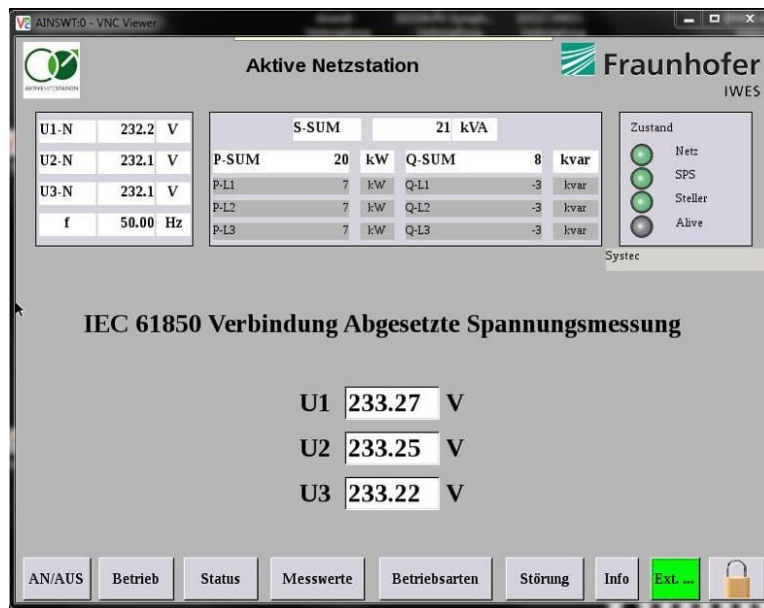 AINSWT:0 - VNC Viewer
AKTIVE NETZSTATION
Aktive Netzstation
Fraunhofer
IWES
U1-N 232.2 V
U2-N 232.1 V
U3-N 232.1 V
f 50.00 Hz
S-SUM 21 kVA
P-SUM 20 kW Q-SUM 8 kvar
P-L1 7 kW Q-L1 -3 kvar
P-L2 7 kW Q-L2 -3 kvar
P-L3 7 kW Q-L3 -3 kvar
Zustand
Netz
SPS
Steller
Alive
Systec
IEC 61850 Verbindung Abgesetzte Spannungsmessung
U1 233.27 V
U2 233.25 V
U3 233.22 V
AN/AUS Betrieb Status Messwerte Betriebsarten Störung Info Ext. ...